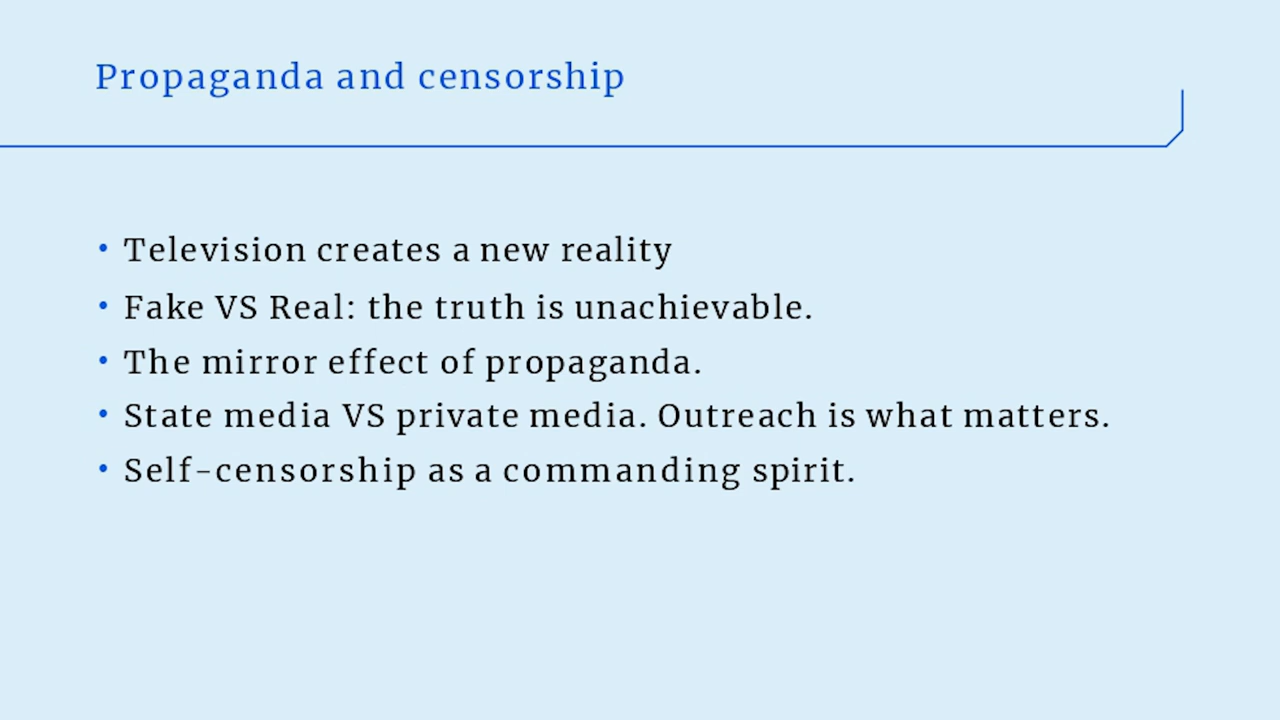 Propaganda and censorship
• Television creates a new reality
• Fake VS Real: the truth is unachievable.
• The mirror effect of propaganda.
• State media VS private media. Outreach is what matters.
• Self-censorship as a commanding spirit.